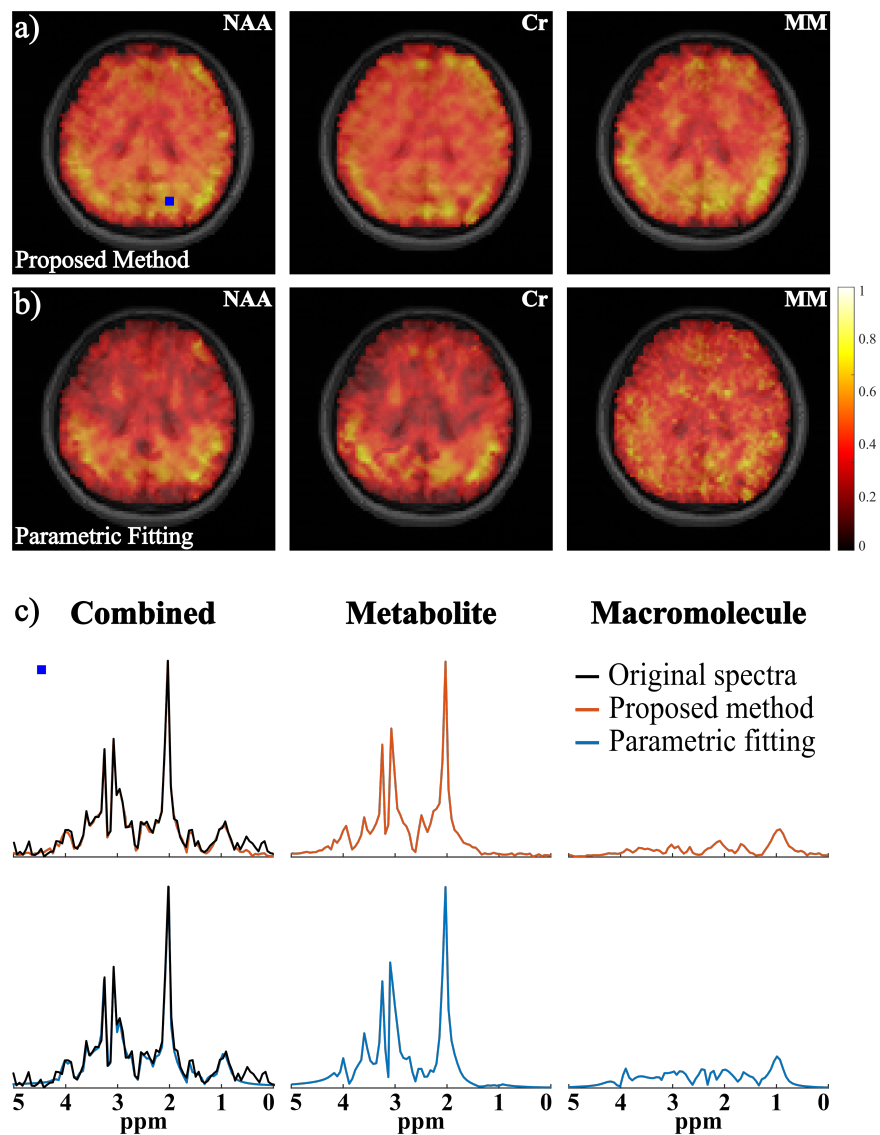 a)
NAA
Cr
MM
Proposed Method
b)
NAA
Cr
MM
Parametric Fitting
1
0.8
0.6
0.4
0.2
0
c)
Combined
Metabolite
Macromolecule
Original spectra
Proposed method
Parametric fitting
5 4 3 2 1 0
ppm
5 4 3 2 1 0
ppm
5 4 3 2 1 0
ppm